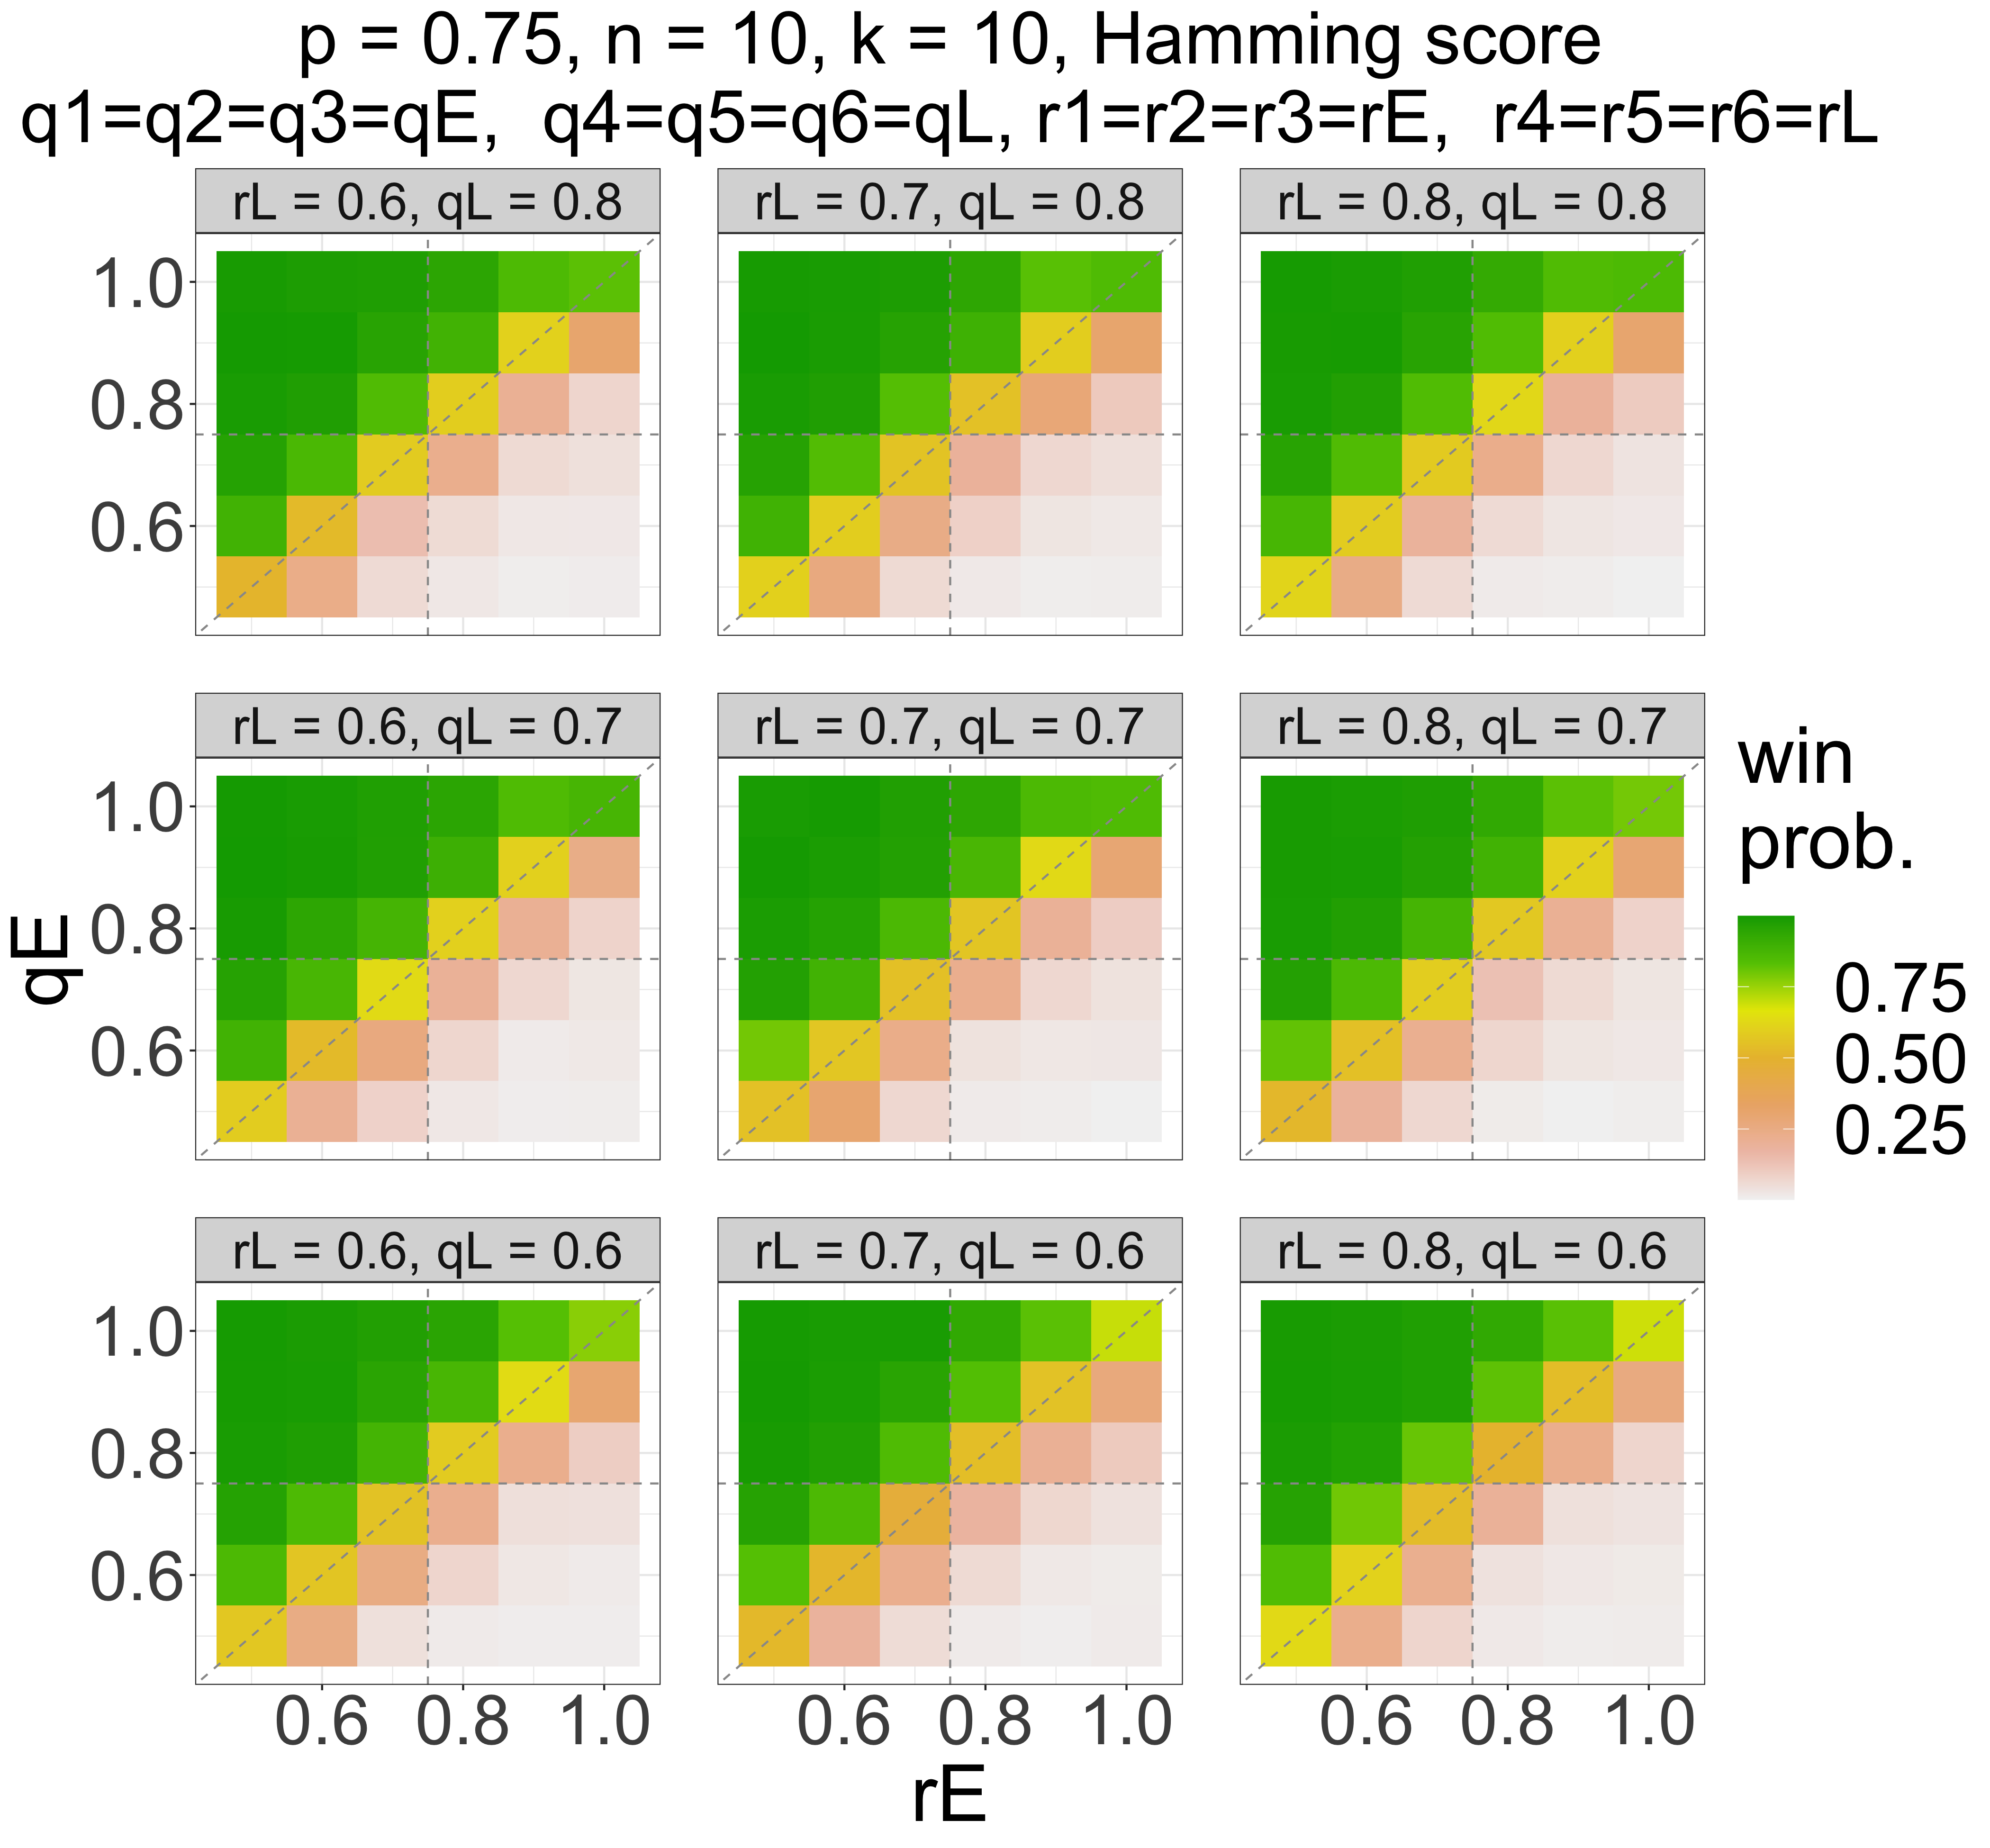 p = 0.75, n = 10, k = 10, Hamming score
q1=q2=q3=qE, q4=q5=q6=qL, r1=r2=r3=rE, r4=r5=r6=rL
rL = 0.6, qL = 0.8
rL = 0.7, qL = 0.8
rL = 0.8, qL = 0.8
1.0
0.8
0.6
rL = 0.6, qL = 0.7
rL = 0.7, qL = 0.7
rL = 0.8, qL = 0.7
1.0
0.8
0.6
qE
win
prob.
0.75
0.50
0.25
rL = 0.6, qL = 0.6
rL = 0.7, qL = 0.6
rL = 0.8, qL = 0.6
1.0
0.8
0.6
0.6 0.8 1.0
0.6 0.8 1.0
0.6 0.8 1.0
rE